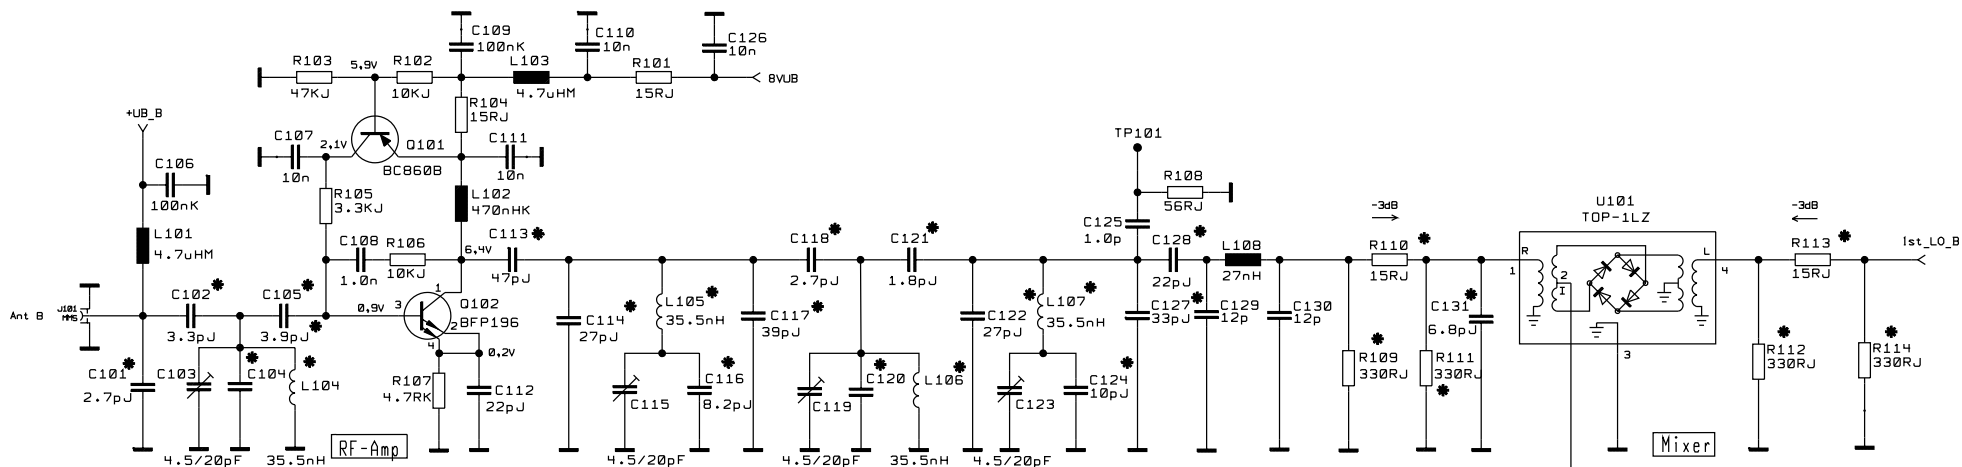 C109
100nK
C110
10n
C126
10n
R103
47KJ
5,9V
R102
10KJ
L103
4.7uHM
R101
15RJ
8VUB
R104
15RJ
+UB_B
C107
10n
2,1V
Q101
BC860B
C111
10n
TP101
C106
100nK
R105
3.3KJ
L102
470nHK
R108
56RJ
C125
1.0p
-3dB
U101
TOP-1LZ
-3dB
L101
4.7uHM
C108
1.0n
R106
10KJ
6,4V
C113
47pJ
C118
2.7pJ
C121
1.8pJ
C128
22pJ
L108
27nH
R110
15RJ
R
1
2
I
L
4
3
R113
15RJ
1st_LO_B
Ant B
J101
MMS
C102
3.3pJ
C105
3.9pJ
0,9V
3
1
2
4
Q102
BFP196
0,2V
C114
27pJ
L105
35.5nH
C117
39pJ
C122
27pJ
L107
35.5nH
C127
33pJ
C129
12p
C130
12p
C131
6.8pJ
C101
2.7pJ
C103
C104
L104
R107
4.7RK
C112
22pJ
C115
C116
8.2pJ
C119
C120
L106
C123
C124
10pJ
R109
330RJ
R111
330RJ
R112
330RJ
R114
330RJ
4.5/20pF
35.5nH
RF-Amp
4.5/20pF
4.5/20pF
35.5nH
4.5/20pF
Mixer